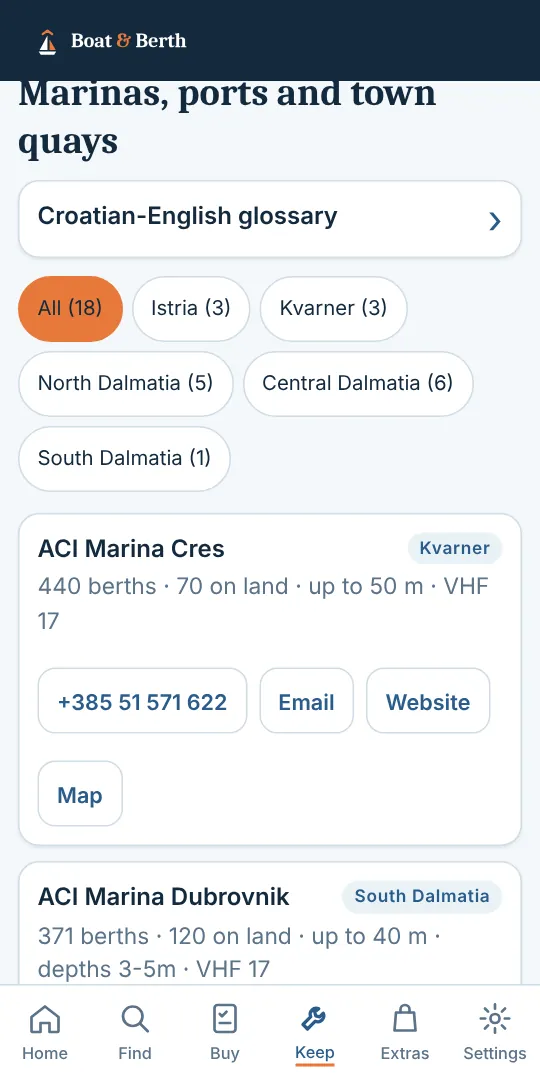 Boat & Berth
Marinas, ports and town
quays
Croatian-English glossary
All (18)
Istria (3)
Kvarner (3)
North Dalmatia (5)
Central Dalmatia (6)
South Dalmatia (1)
ACI Marina Cres
Kvarner
440 berths · 70 on land · up to 50 m · VHF
17
+385 51 571 622
Email
Website
Map
ACI Marina Dubrovnik
South Dalmatia
371 berths · 120 on land · up to 40 m ·
depths 3-5m · VHF 17
Home
Find
Buy
Keep
Extras
Settings